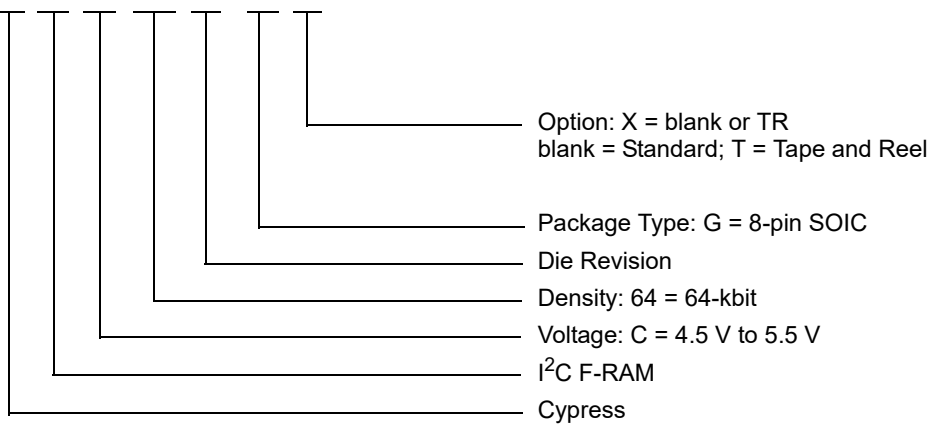 Option: X = blank or TR
blank = Standard; T = Tape and Reel
Package Type: G = 8-pin SOIC
Die Revision
Density: 64 = 64-kbit
Voltage: C = 4.5 V to 5.5 V
I2C F-RAM
Cypress